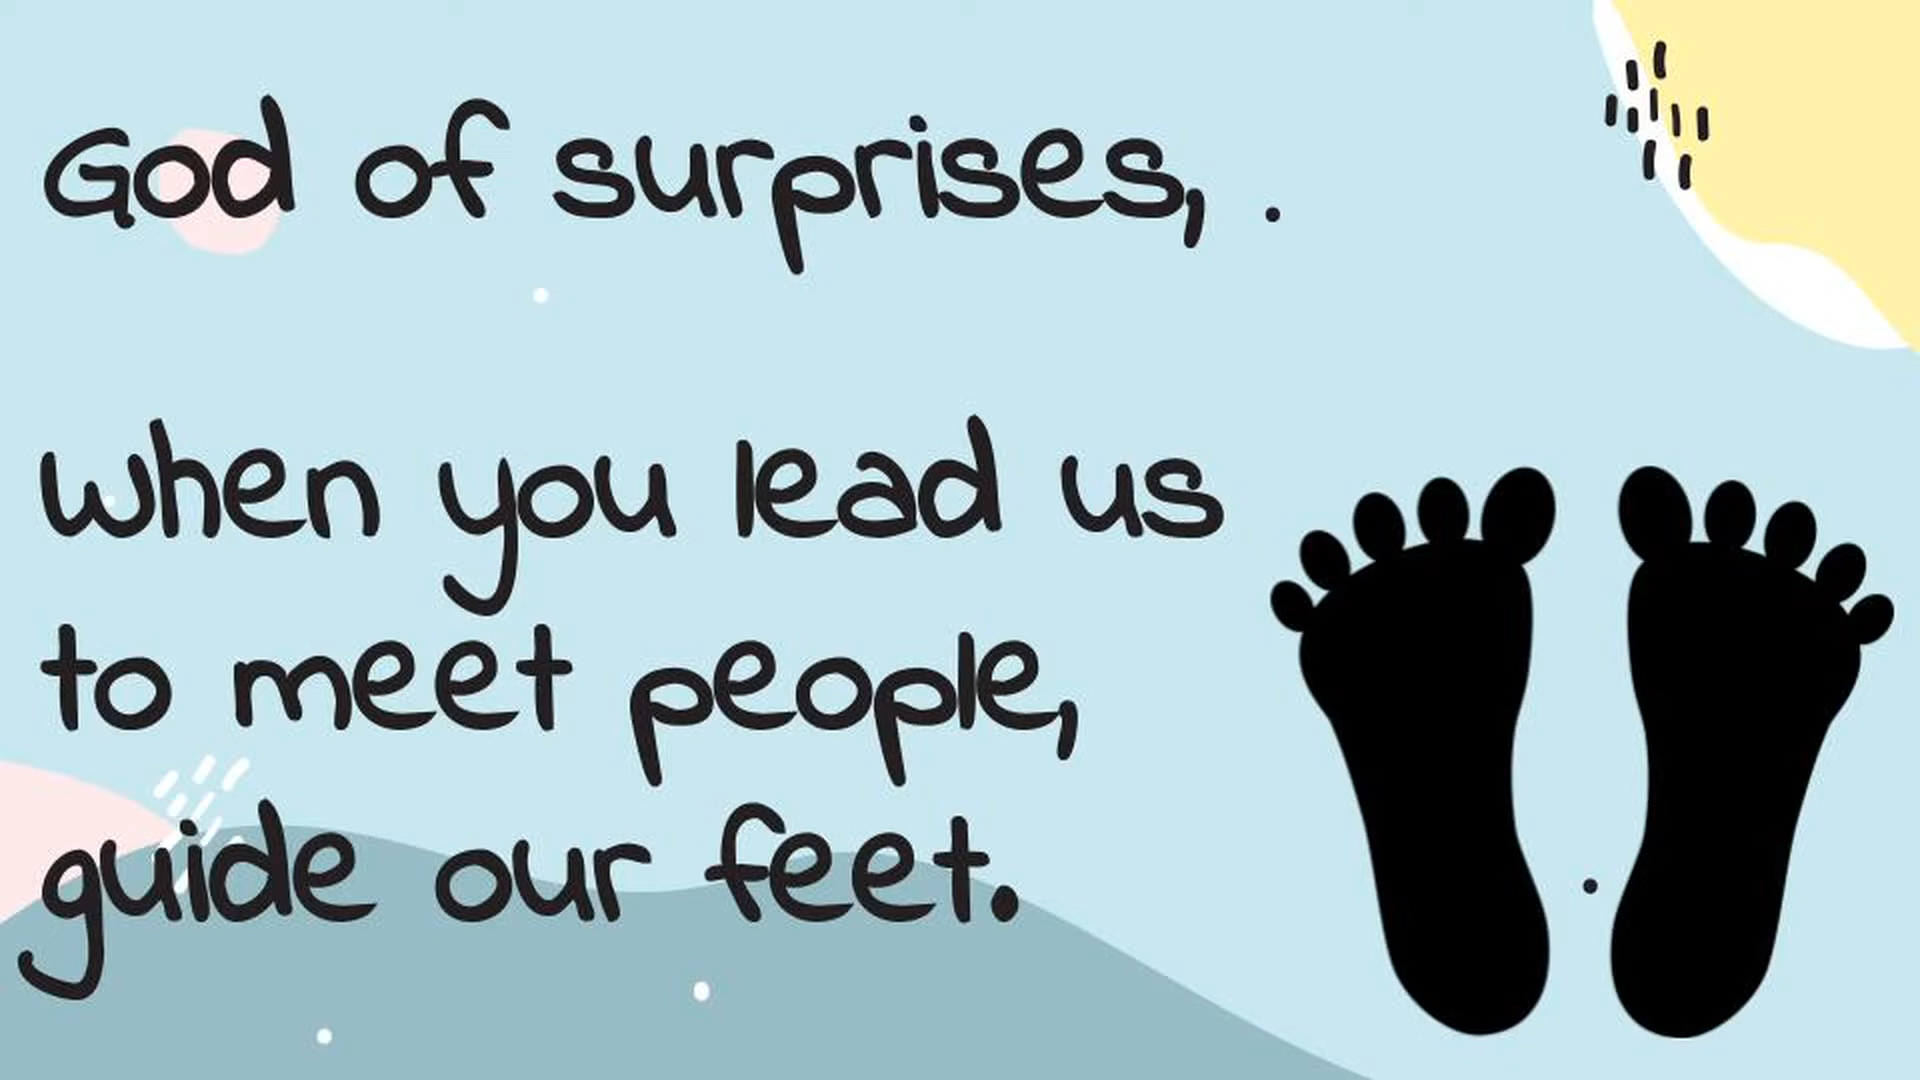 God of surprises,
When you lead us
to meet people,
guide our feet.